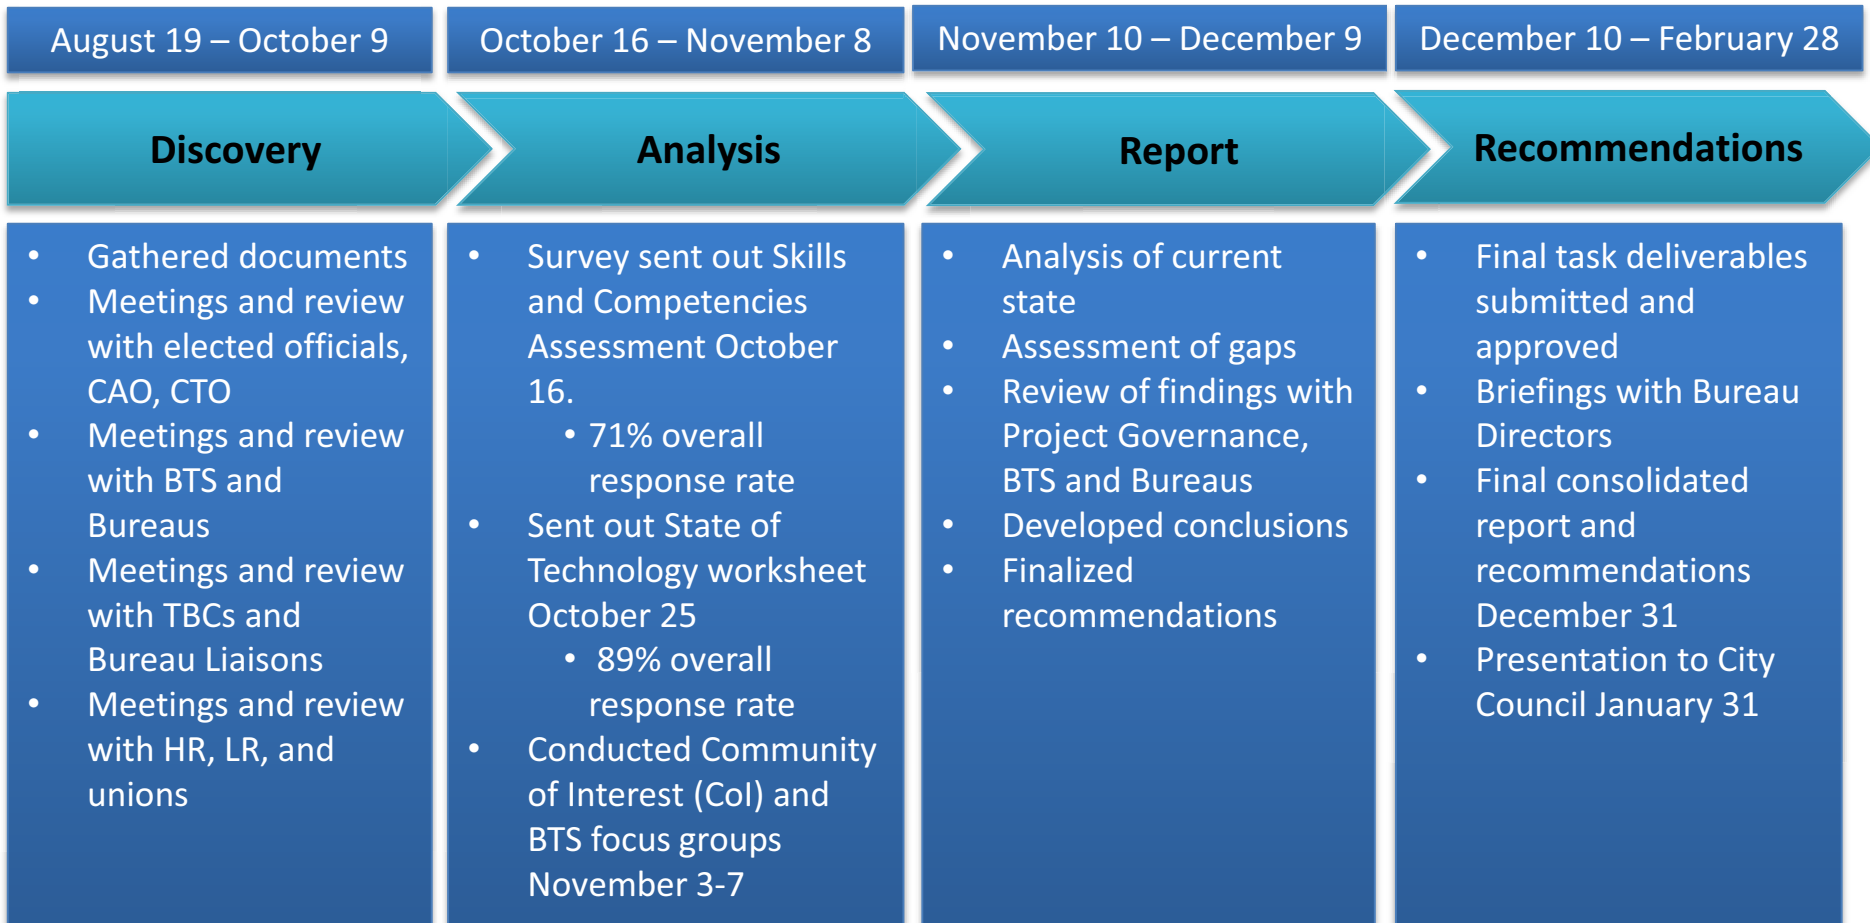 August 19 – October 9
October 16 – November 8
November 10 – December 9
December 10 – February 28
Discovery
Analysis
Report
Recommendations
• Gathered documents
• Meetings and review
with elected officials,
CAO, CTO
• Meetings and review
with BTS and
Bureaus
• Meetings and review
with TBCs and
Bureau Liaisons
• Meetings and review
with HR, LR, and
unions
• Survey sent out Skills
and Competencies
Assessment October
16.
• 71% overall
response rate
• Sent out State of
Technology worksheet
October 25
• 89% overall
response rate
• Conducted Community
of Interest (CoI) and
BTS focus groups
November 3-7
• Analysis of current
state
• Assessment of gaps
• Review of findings with
Project Governance,
BTS and Bureaus
• Developed conclusions
• Finalized
recommendations
• Final task deliverables
submitted and
approved
• Briefings with Bureau
Directors
• Final consolidated
report and
recommendations
December 31
• Presentation to City
Council January 31